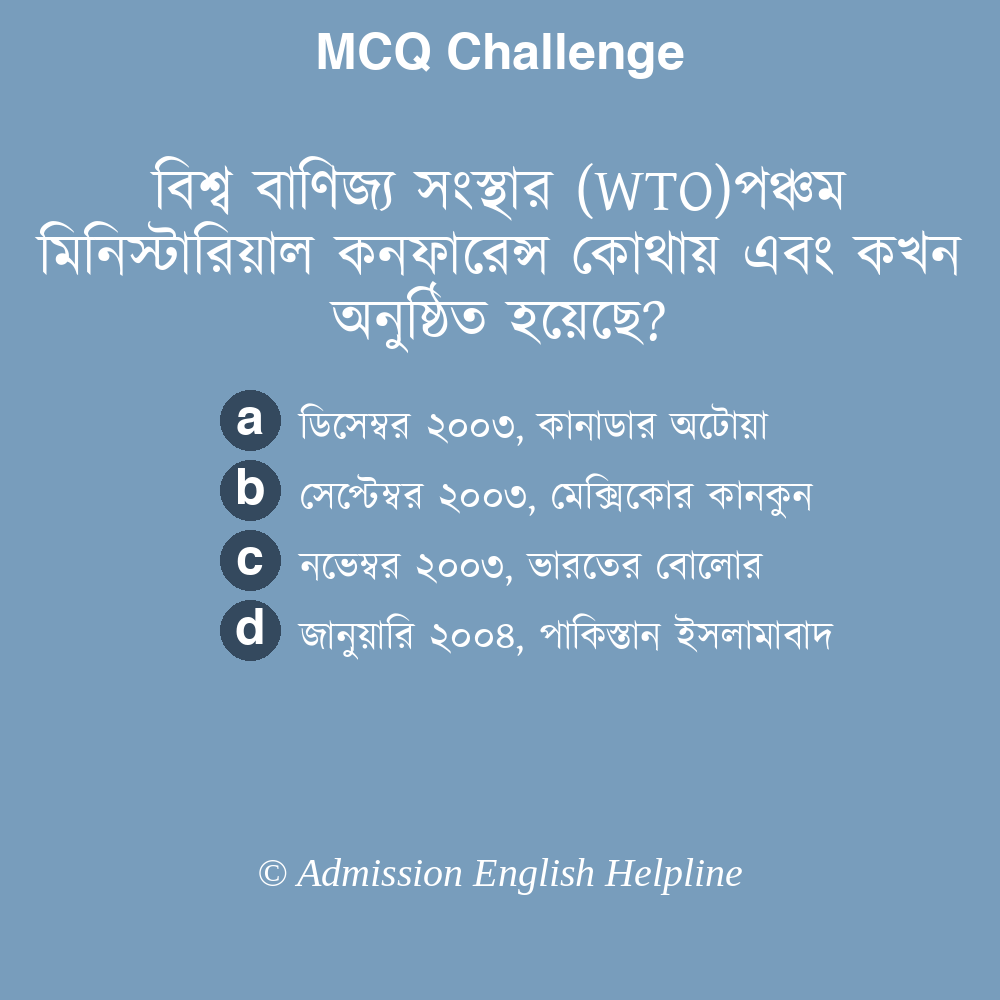 MCQ Challenge
বিশ্ব বাণিজ্য সংস্থার (WTO)পঞ্চম
মিনিস্টারিয়াল কনফারেন্স কোথায় এবং কখন
অনুষ্ঠিত হয়েছে?
a ডিসেম্বর ২০০৩, কানাডার অটোয়া
b সেপ্টেম্বর ২০০৩, মেক্সিকোর কানকুন
c নভেম্বর ২০০৩, ভারতের বোলোর
d জানুয়ারি ২০০৪, পাকিস্তান ইসলামাবাদ
© Admission English Helpline